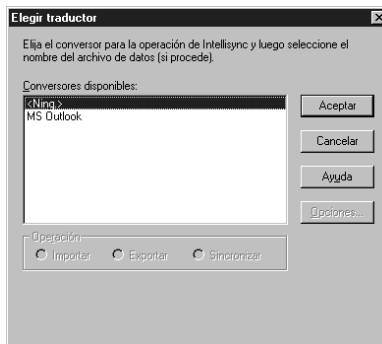 Elegir traductor
Elija el conversor para la operación de Intellisync y luego seleccione el
nombre del archivo de datos (si procede).
Conversores disponibles:
<Ning.>
MS Outlook
Aceptar
Cancelar
Ayuda
Opciones...
Operación
Importar
Exportar
Sincronizar